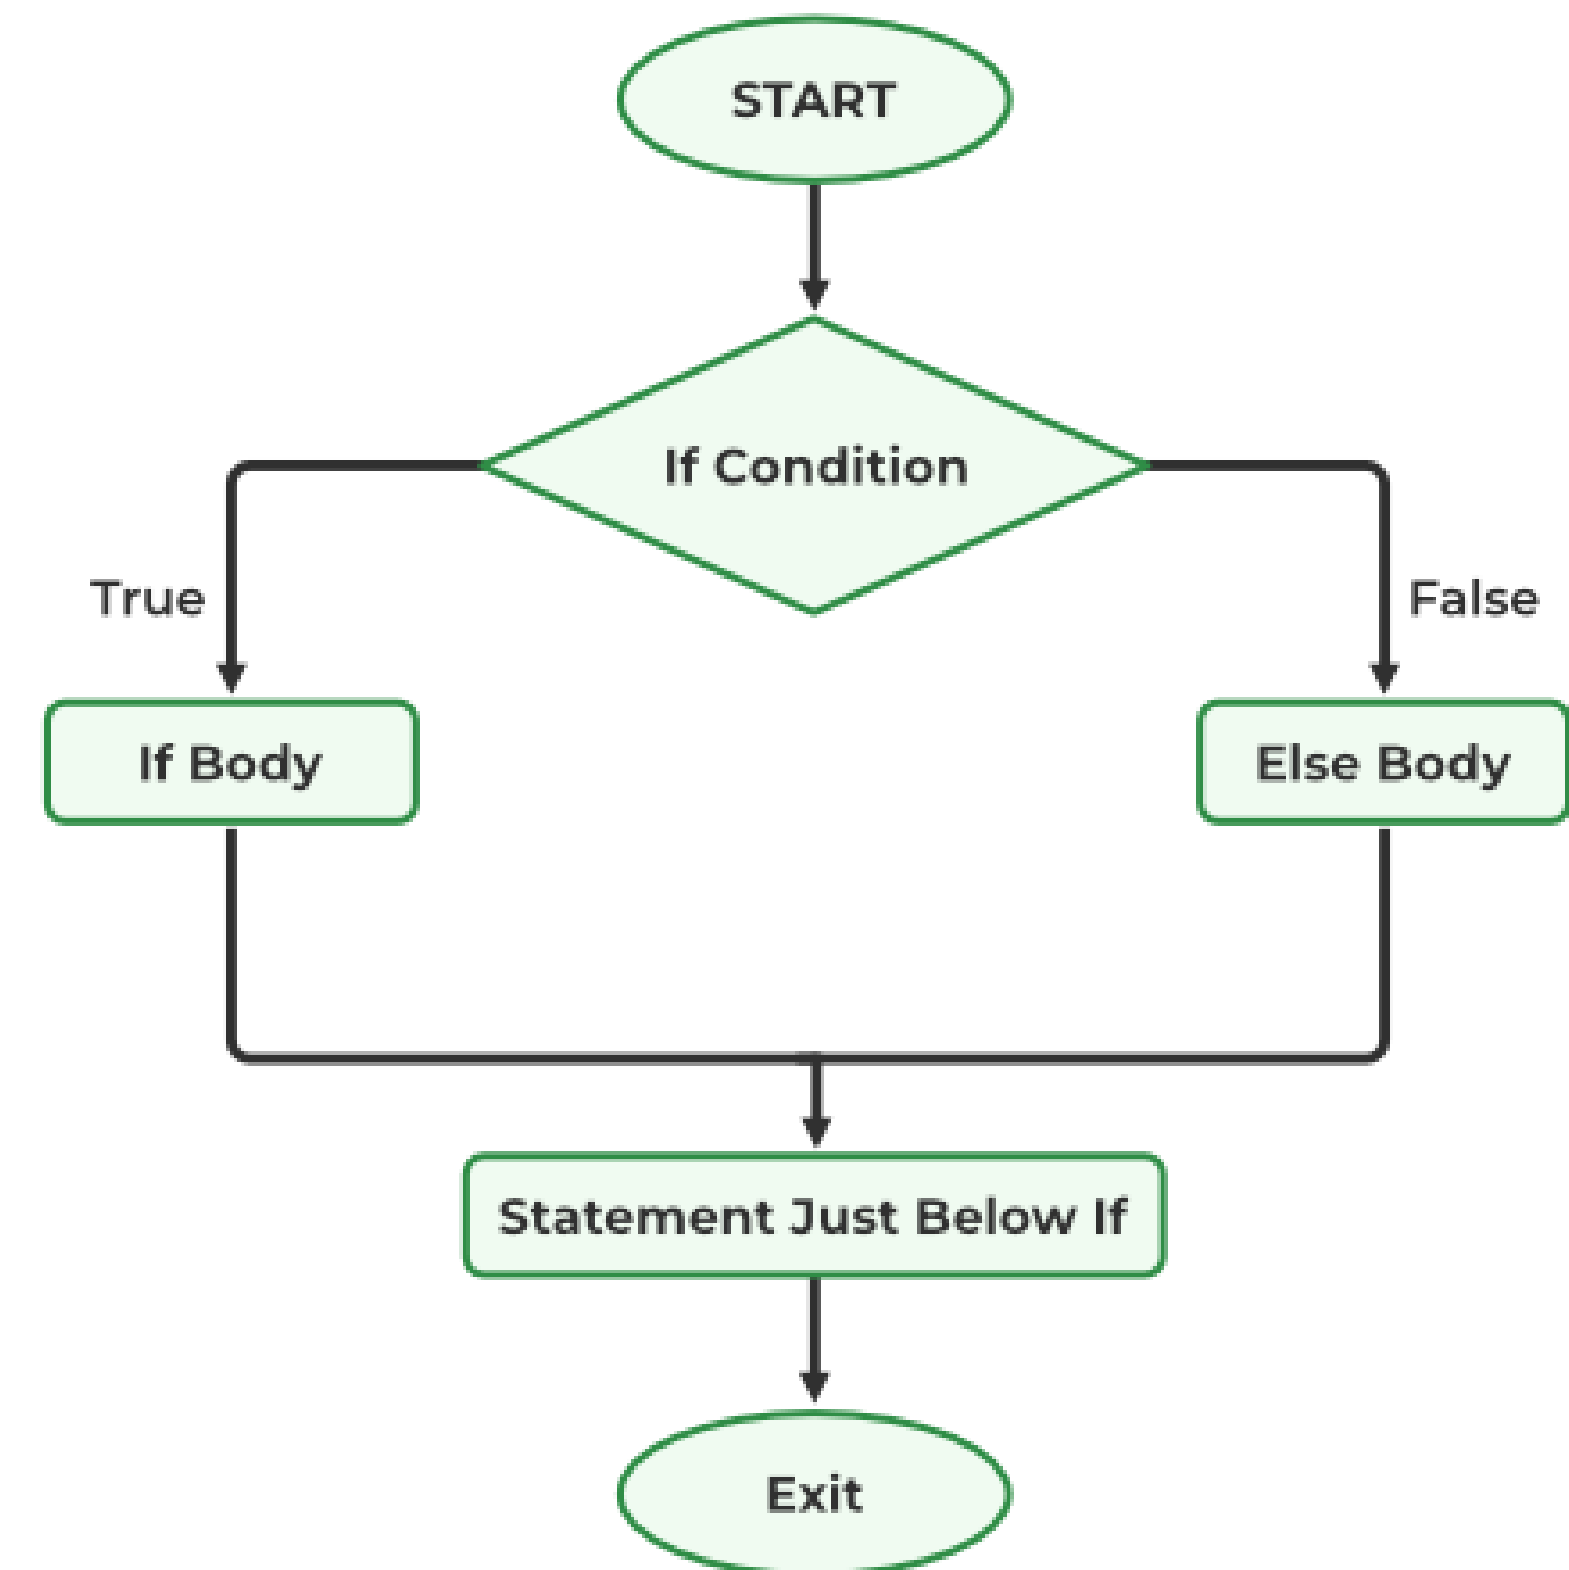 START
If Condition
True
False
If Body
Else Body
Statement Just Below If
Exit